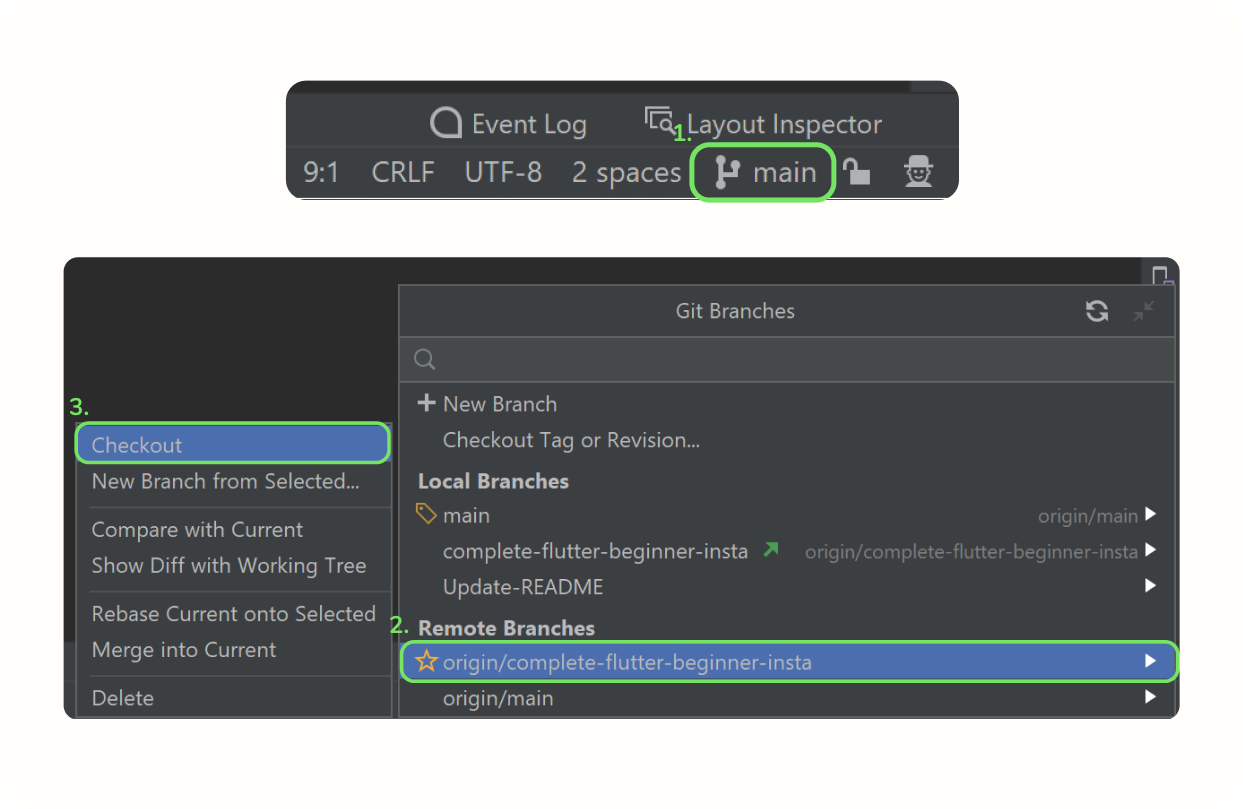 Event Log
1. Layout Inspector
9:1 CRLF UTF-8 2 spaces main
Git Branches
New Branch
Checkout Tag or Revision...
Local Branches
main origin/main
complete-flutter-beginner-insta origin/complete-flutter-beginner-insta
Update-README
2. Remote Branches
origin/complete-flutter-beginner-insta
origin/main
3.
Checkout
New Branch from Selected...
Compare with Current
Show Diff with Working Tree
Rebase Current onto Selected
Merge into Current
Delete